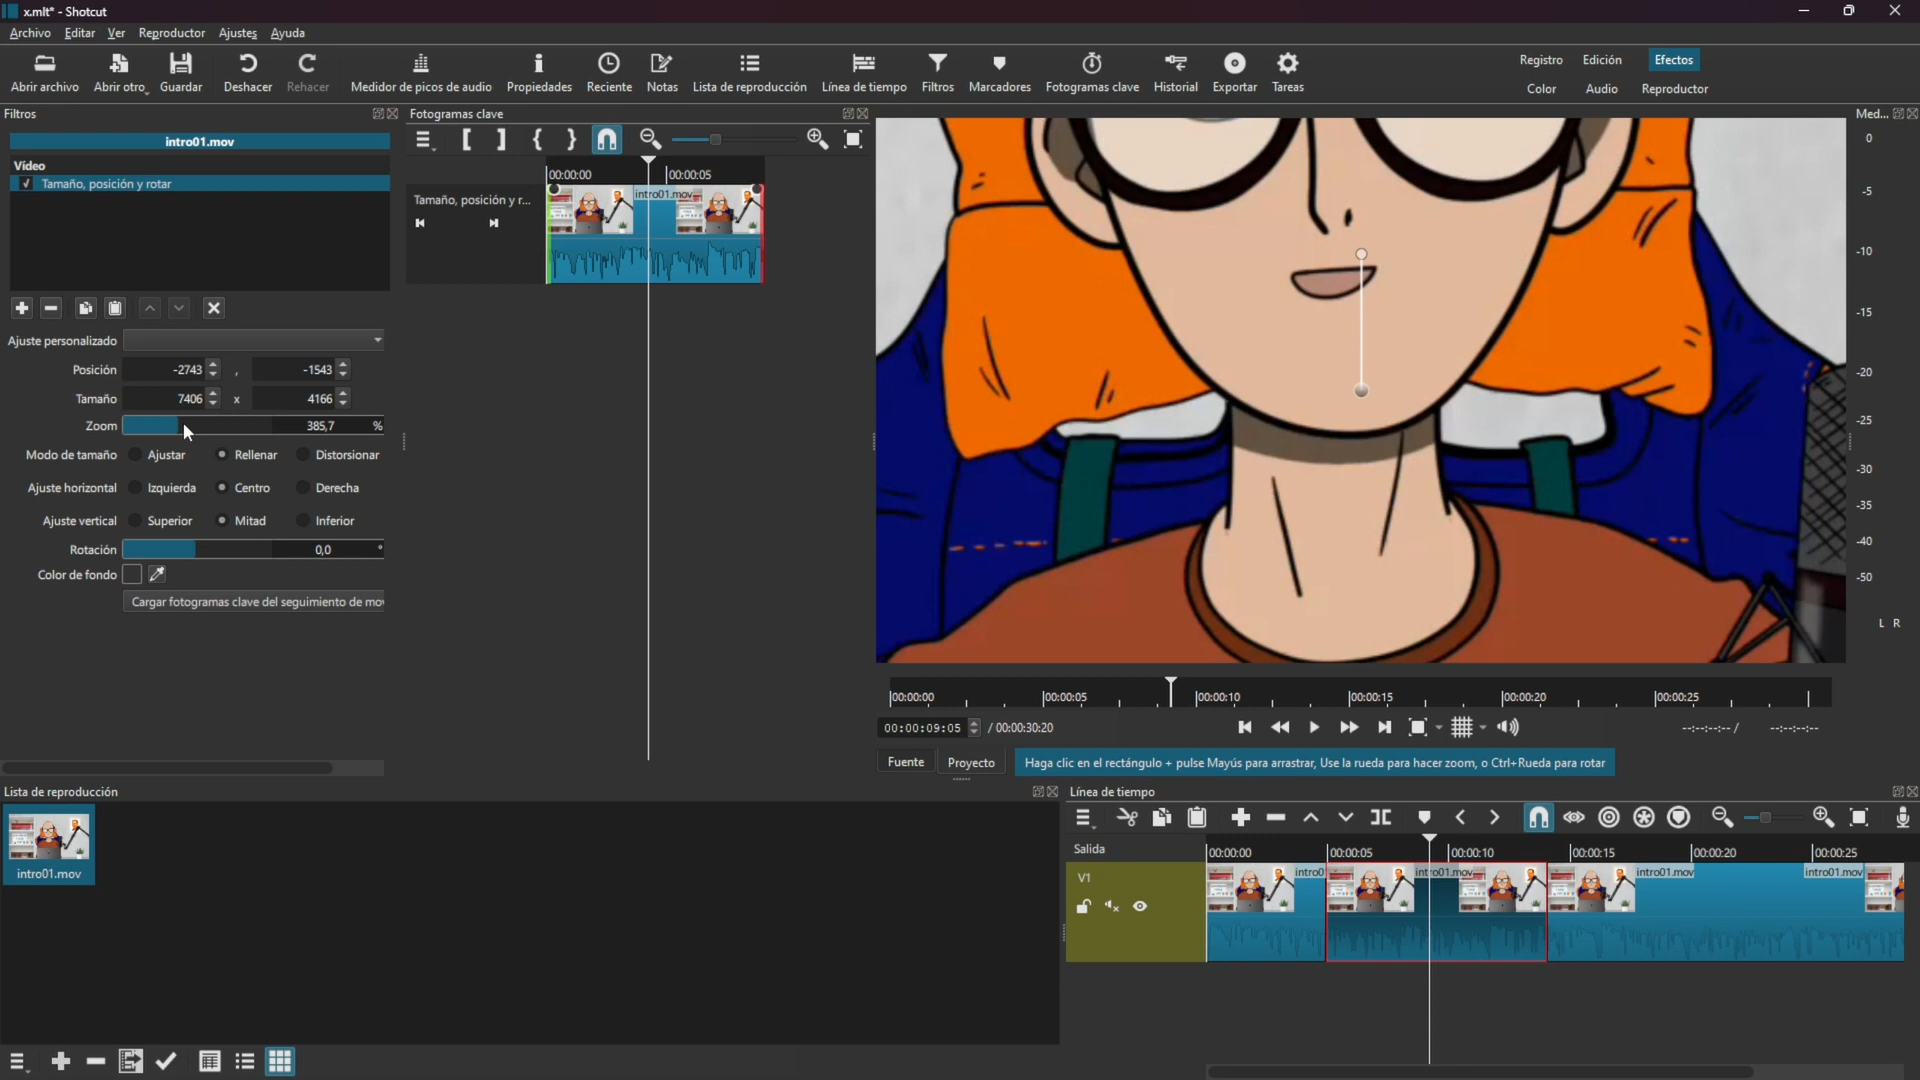 x.mlt* - Shotcut
Archivo Editar Ver Reproductor Ajustes Ayuda
Abrir archivo Abrir otro Guardar Deshacer Rehacer Medidor de picos de audio Propiedades Reciente Notas Lista de reproducción Línea de tiempo Filtros Marcadores Fotogramas clave Historial Exportar Tareas
Registro Edición Efectos
Color Audio Reproductor
Filtros
intro01.mov
Vídeo
Tamaño, posición y rotar
Ajuste personalizado
Posición -2743 , -1543
Tamaño 7406 x 4166
Zoom 385,7 %
Modo de tamaño Ajustar Rellenar Distorsionar
Ajuste horizontal Izquierda Centro Derecha
Ajuste vertical Superior Mitad Inferior
Rotación 0,0 °
Color de fondo
Cargar fotogramas clave del seguimiento de mov
Fotogramas clave
00:00:00 00:00:05
Tamaño, posición y r...
intro01.mov
Med...
0
-5
-10
-15
-20
-25
-30
-35
-40
-50
L R
00:00:00 00:00:05 00:00:10 00:00:15 00:00:20 00:00:25
00:00:09:05 / 00:00:30:20 --:--:--:-- / --:--:--:--
Fuente Proyecto Haga clic en el rectángulo + pulse Mayús para arrastrar, Use la rueda para hacer zoom, o Ctrl+Rueda para rotar
Lista de reproducción
intro01.mov
Línea de tiempo
Salida
00:00:00 00:00:05 00:00:10 00:00:15 00:00:20 00:00:25
V1
intro0 intro01.mov intro01.mov intro01.mov